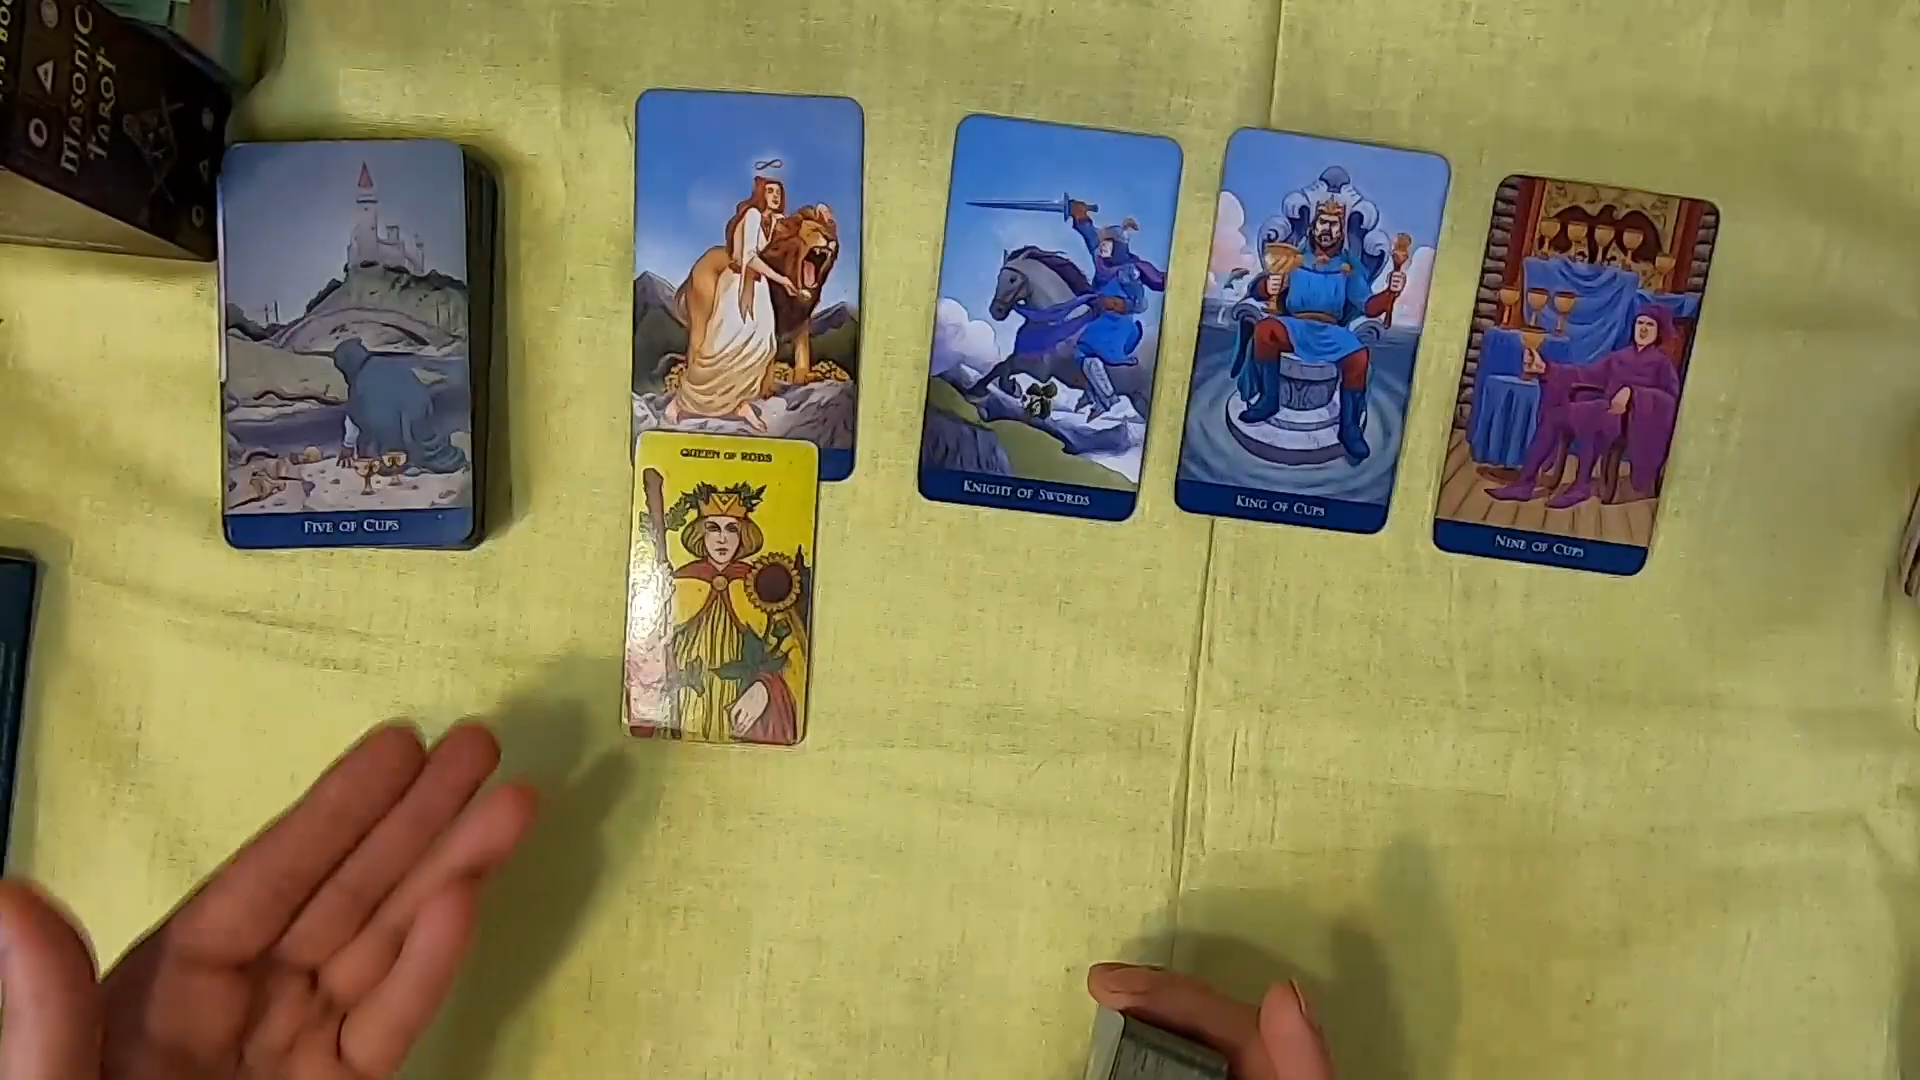 MASONIC
TAROT
FIVE OF CUPS
QUEEN OF RODS
KNIGHT OF SWORDS
KING OF CUPS
NINE OF CUPS